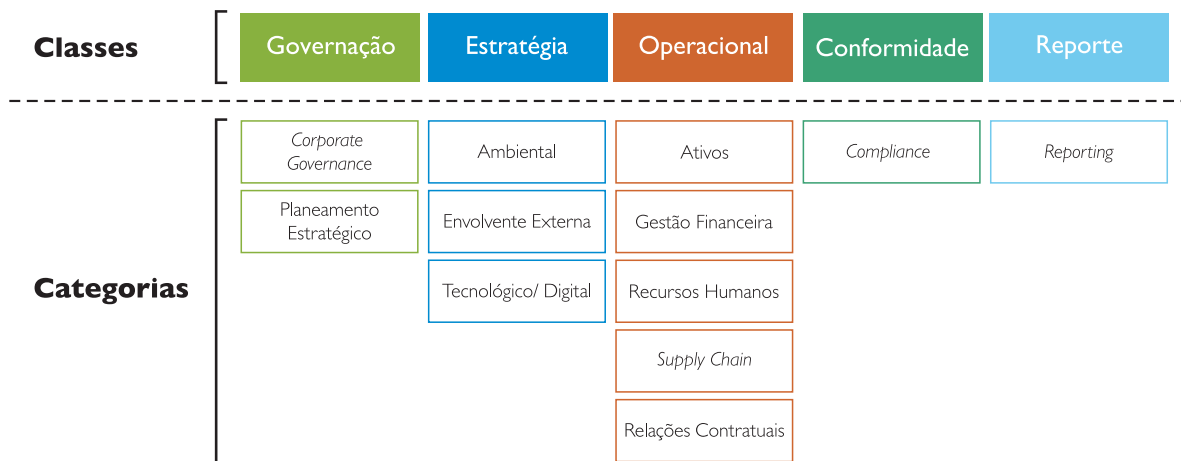 Classes
Governação
Estratégia
Operacional
Conformidade
Reporte
Categorias
Corporate
Governance
Planeamento
Estratégico
Ambiental
Envolvente Externa
Tecnológico/ Digital
Ativos
Gestão Financeira
Recursos Humanos
Supply Chain
Relações Contratuais
Compliance
Reporting